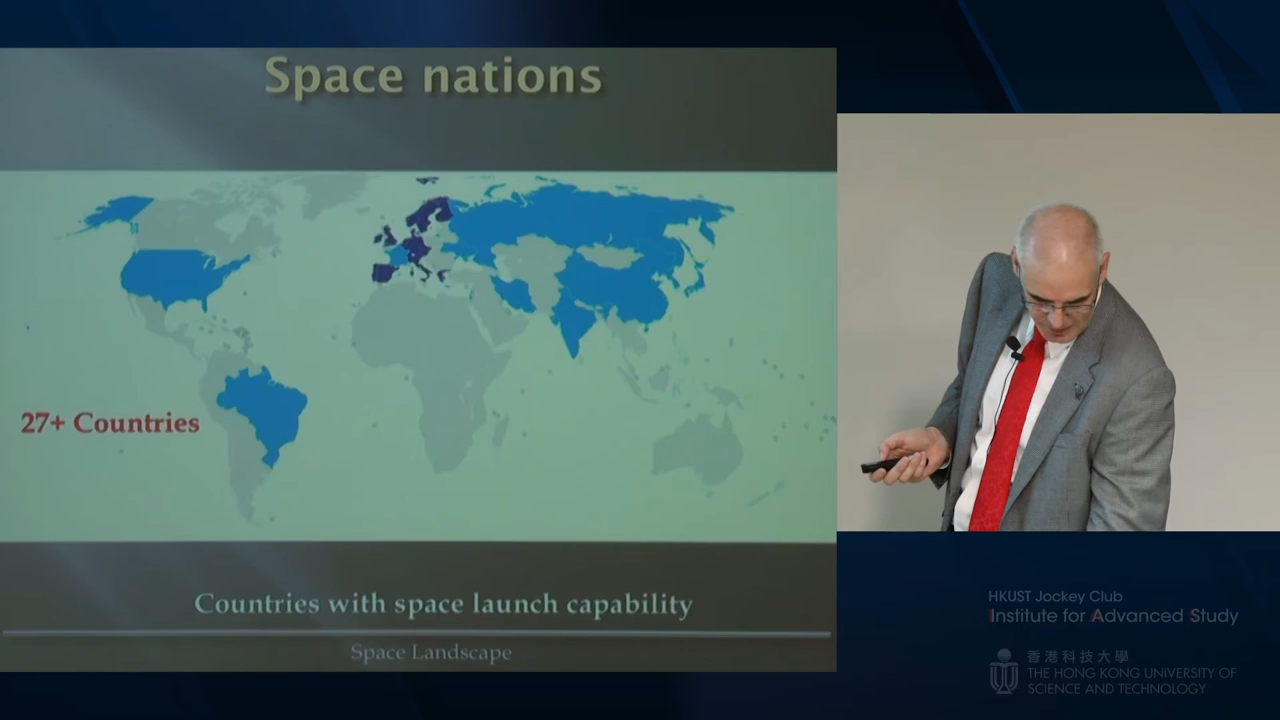 Space nations
27+ Countries
Countries with space launch capability
Space Landscape
HKUST Jockey Club
Institute for Advanced Study
香港科技大學
THE HONG KONG UNIVERSITY OF
SCIENCE AND TECHNOLOGY